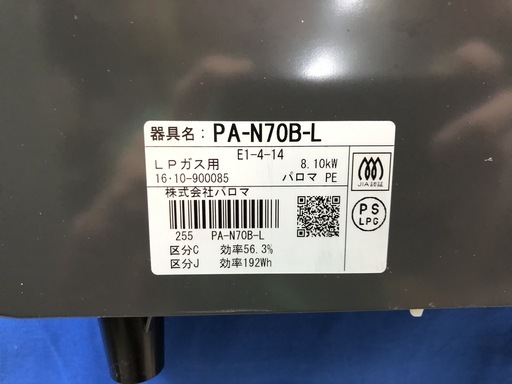 器具名：PA-N70B-L
E1-4-14
LPガス用 8.10kW
16･10-900085 パロマ PE
株式会社パロマ
JIA認証
PS
LPG
255 PA-N70B-L
区分C 効率56.3%
区分J 効率192Wh